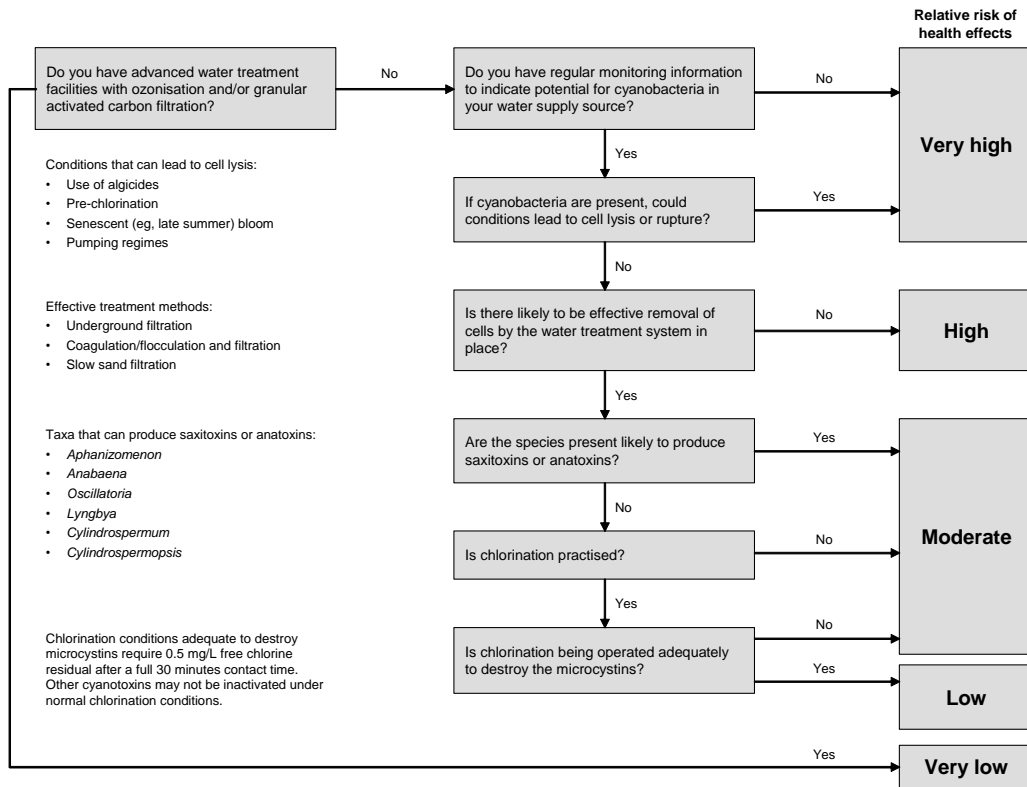 Relative risk of
health effects
Do you have advanced water treatment
facilities with ozonisation and/or granular
activated carbon filtration?
No
Do you have regular monitoring information
to indicate potential for cyanobacteria in
your water supply source?
No
Very high
Yes
Conditions that can lead to cell lysis:
• Use of algicides
• Pre-chlorination
• Senescent (eg, late summer) bloom
• Pumping regimes
If cyanobacteria are present, could
conditions lead to cell lysis or rupture?
Yes
No
Effective treatment methods:
• Underground filtration
• Coagulation/flocculation and filtration
• Slow sand filtration
Is there likely to be effective removal of
cells by the water treatment system in
place?
No
High
Yes
Taxa that can produce saxitoxins or anatoxins:
• Aphanizomenon
• Anabaena
• Oscillatoria
• Lyngbya
• Cylindrospermum
• Cylindrospermopsis
Are the species present likely to produce
saxitoxins or anatoxins?
Yes
Moderate
No
Is chlorination practised?
No
Yes
Chlorination conditions adequate to destroy
microcystins require 0.5 mg/L free chlorine
residual after a full 30 minutes contact time.
Other cyanotoxins may not be inactivated under
normal chlorination conditions.
Is chlorination being operated adequately
to destroy the microcystins?
No
Yes
Low
Yes
Very low